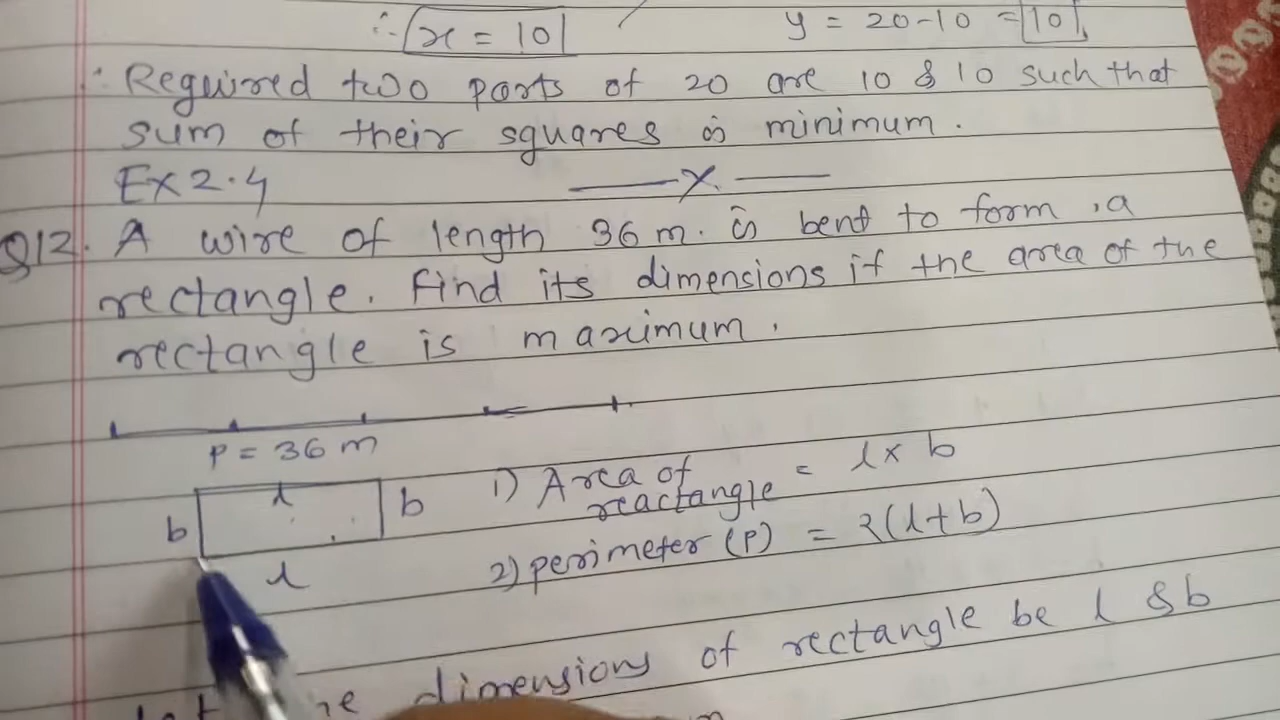 ∴ x = 10
y = 20-10 = 10
∴ Required two parts of 20 are 10 & 10 such that
sum of their squares is minimum.
Ex 2.4
Q12. A wire of length 36 m. is bent to form a
rectangle. Find its dimensions if the area of the
rectangle is maximum.
P = 36 m
l
b
b
l
1) Area of reactangle = l × b
2) perimeter (P) = 2(l+b)
dimensions of rectangle be l & b